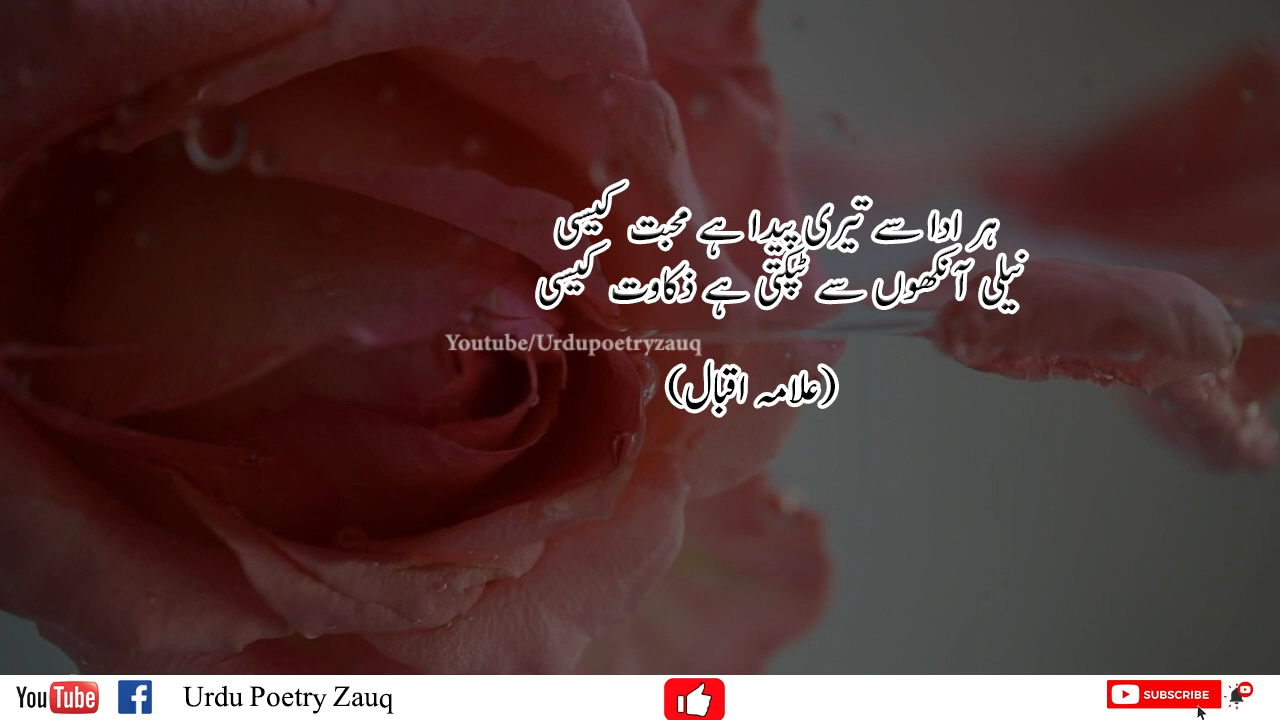 ہر ادا سے تیری پیدا ہے محبت کیسی
نیلی آنکھوں سے ٹپکتی ہے ذکاوت کیسی
Youtube/Urdupoetryzauq
(علامہ اقبال)
YouTube
Urdu Poetry Zauq
SUBSCRIBE